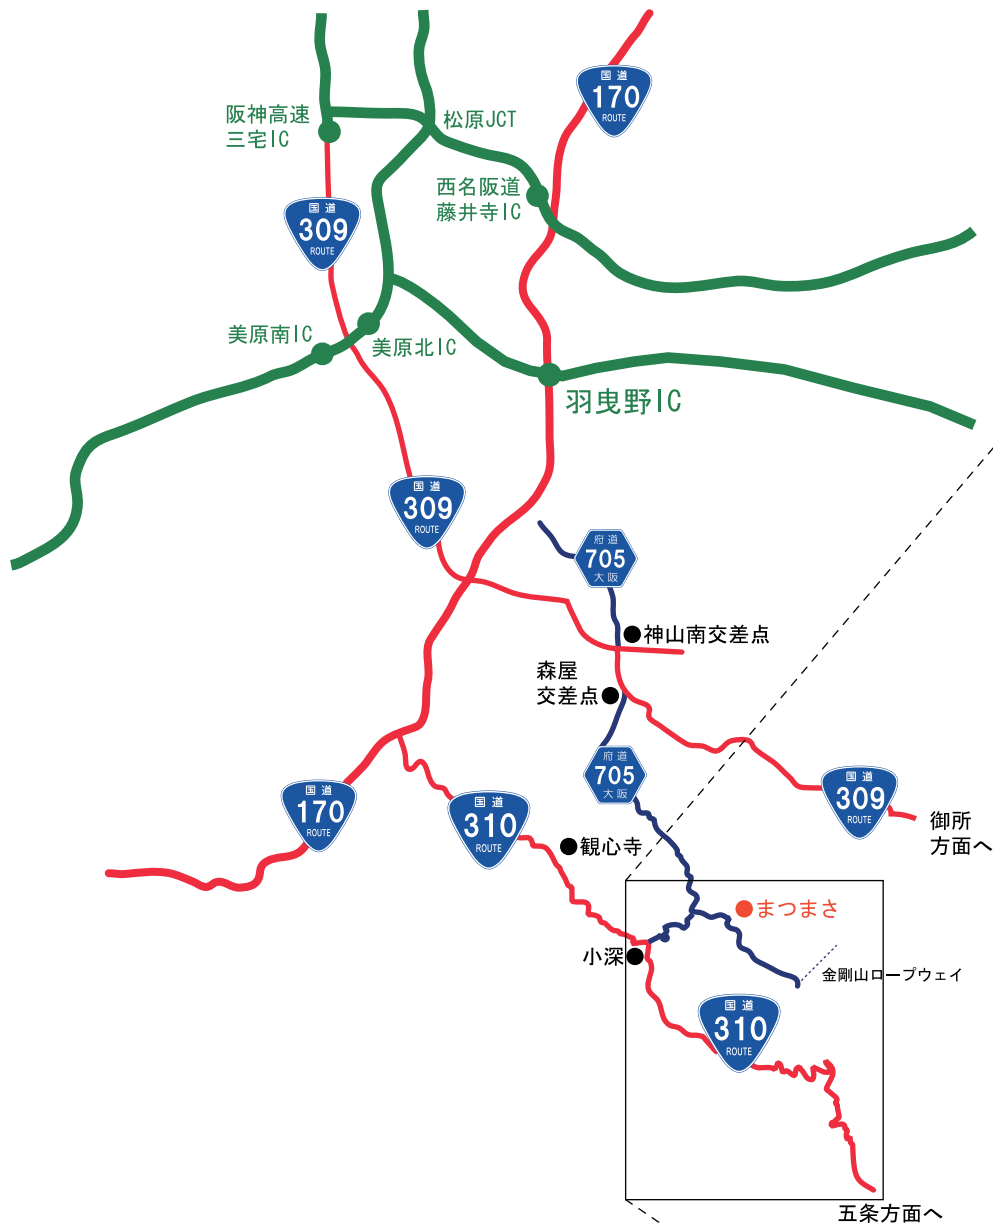 国道
170
ROUTE
阪神高速
三宅IC
松原JCT
西名阪道
藤井寺IC
国道
309
ROUTE
美原南IC
美原北IC
羽曳野IC
国道
309
ROUTE
府道
705
大阪
神山南交差点
森屋
交差点
府道
705
大阪
国道
309
ROUTE
国道
170
ROUTE
国道
310
ROUTE
御所
方面へ
観心寺
まつまさ
小深
金剛山ロープウェイ
国道
310
ROUTE
五条方面へ